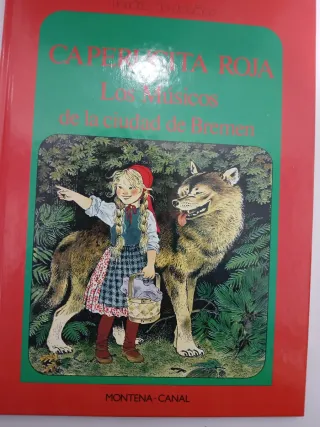 CAPERUCITA ROJA
Los Músicos
de la ciudad de Bremen
MONTENA-CANAL